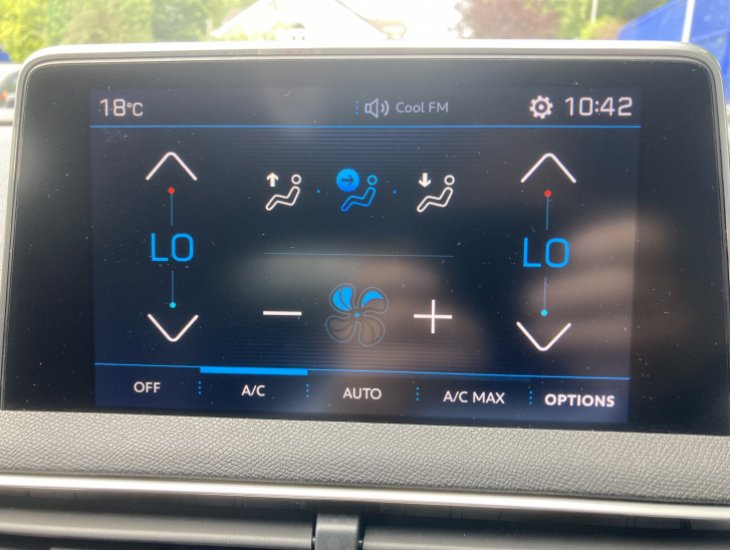 18°C Cool FM 10:42
LO LO
OFF A/C AUTO A/C MAX OPTIONS